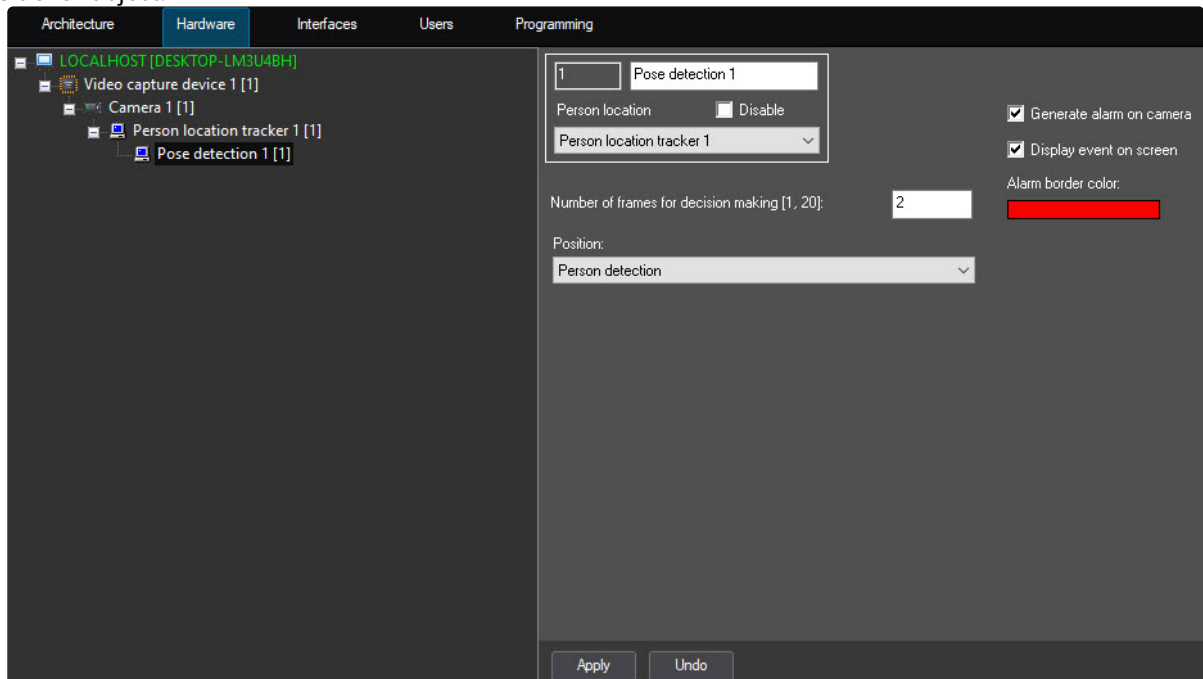 Architecture Hardware Interfaces Users Programming
LOCALHOST [DESKTOP-LM3U4BH]
Video capture device 1 [1]
Camera 1 [1]
Person location tracker 1 [1]
Pose detection 1 [1]
1 Pose detection 1
Person location Disable
Person location tracker 1
Generate alarm on camera
Display event on screen
Alarm border color:
Number of frames for decision making [1, 20]: 2
Position:
Person detection
Apply Undo